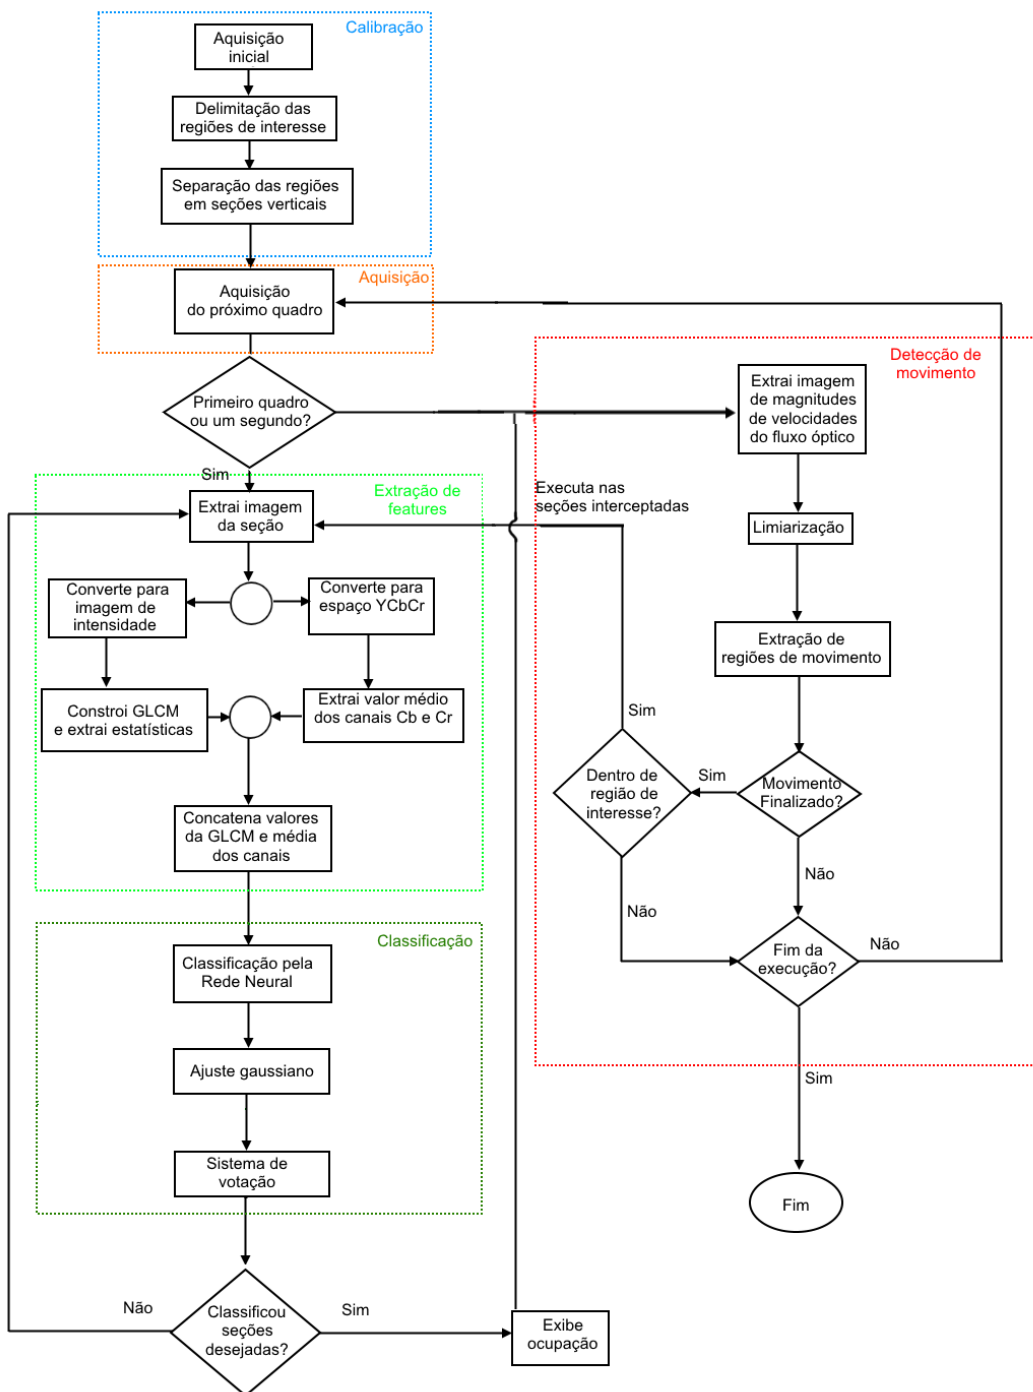 Calibração
Aquisição
inicial
Delimitação das
regiões de interesse
Separação das regiões
em seções verticais
Aquisição
Aquisição
do próximo quadro
Primeiro quadro
ou um segundo?
Sim
Detecção de
movimento
Extrai imagem
de magnitudes
de velocidades
do fluxo óptico
Limiarização
Extração de
regiões de movimento
Movimento
Finalizado?
Sim
Não
Dentro de
região de
interesse?
Sim
Não
Executa nas
seções interceptadas
Fim da
execução?
Não
Sim
Fim
Extração de
features
Extrai imagem
da seção
Converte para
imagem de
intensidade
Converte para
espaço YCbCr
Constroi GLCM
e extrai estatísticas
Extrai valor médio
dos canais Cb e Cr
Concatena valores
da GLCM e média
dos canais
Classificação
Classificação pela
Rede Neural
Ajuste gaussiano
Sistema de
votação
Classificou
seções
desejadas?
Não
Sim
Exibe
ocupação